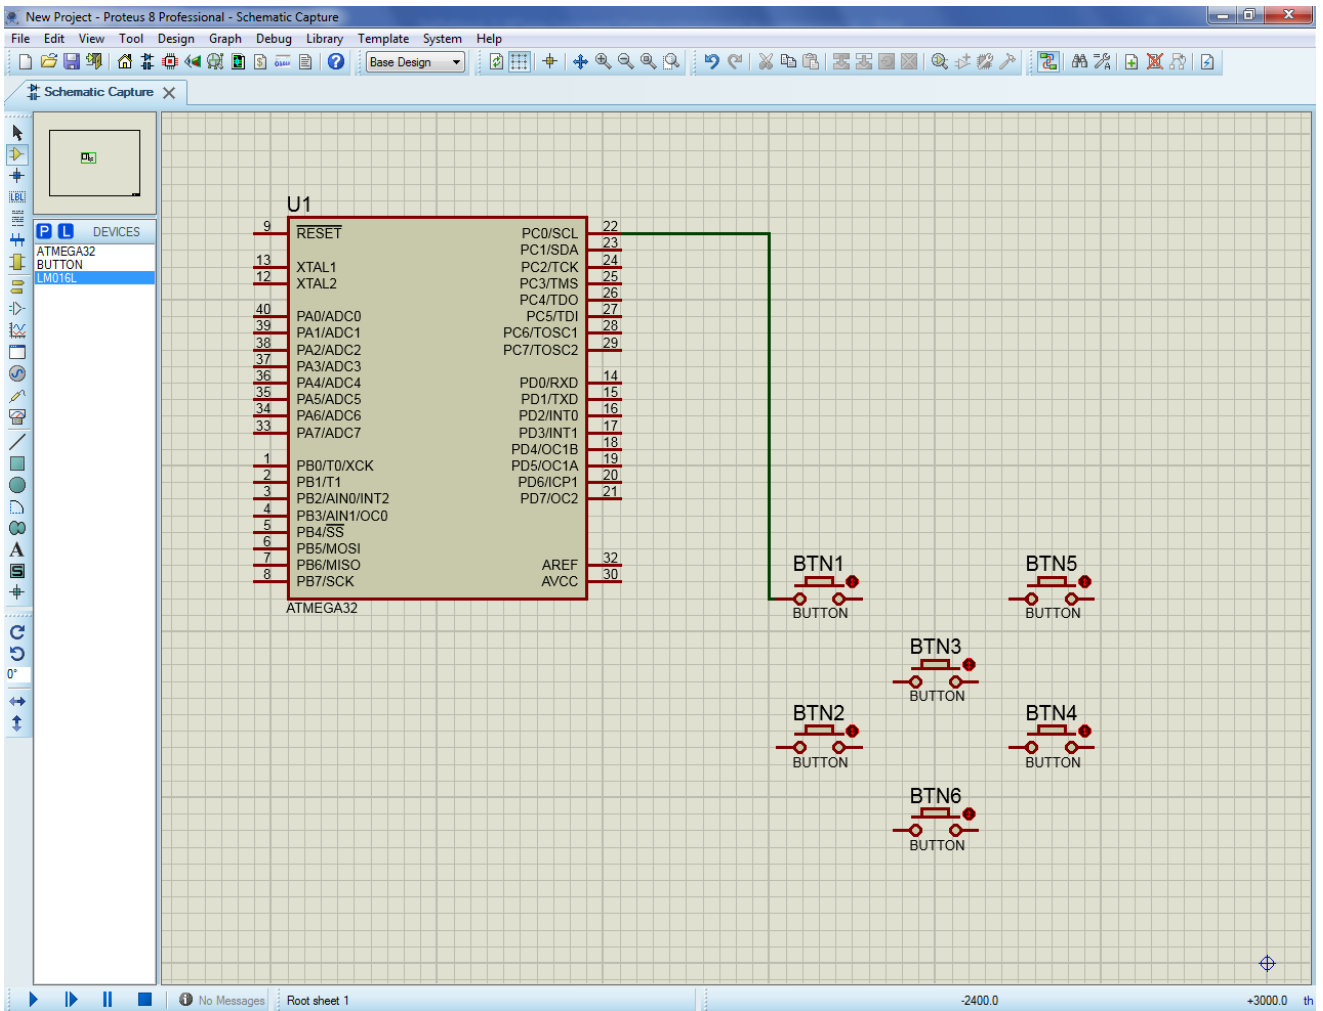 New Project - Proteus 8 Professional - Schematic Capture
File Edit View Tool Design Graph Debug Library Template System Help
Base Design
Schematic Capture
P L DEVICES
ATMEGA32
BUTTON
LM016L
LBL
A
S
0°
U1
9 RESET
13 XTAL1
12 XTAL2
40 PA0/ADC0
39 PA1/ADC1
38 PA2/ADC2
37 PA3/ADC3
36 PA4/ADC4
35 PA5/ADC5
34 PA6/ADC6
33 PA7/ADC7
1 PB0/T0/XCK
2 PB1/T1
3 PB2/AIN0/INT2
4 PB3/AIN1/OC0
5 PB4/SS
6 PB5/MOSI
7 PB6/MISO
8 PB7/SCK
PC0/SCL 22
PC1/SDA 23
PC2/TCK 24
PC3/TMS 25
PC4/TDO 26
PC5/TDI 27
PC6/TOSC1 28
PC7/TOSC2 29
PD0/RXD 14
PD1/TXD 15
PD2/INT0 16
PD3/INT1 17
PD4/OC1B 18
PD5/OC1A 19
PD6/ICP1 20
PD7/OC2 21
AREF 32
AVCC 30
ATMEGA32
BTN1
BUTTON
BTN5
BUTTON
BTN3
BUTTON
BTN2
BUTTON
BTN4
BUTTON
BTN6
BUTTON
No Messages
Root sheet 1
-2400.0
+3000.0 th